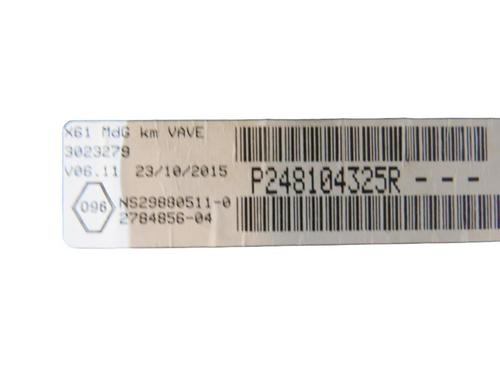 X61 MdG km VAVE
3023279
V06.11 23/10/2015
P248104325R - - -
096
NS29880511-0
2784856-04